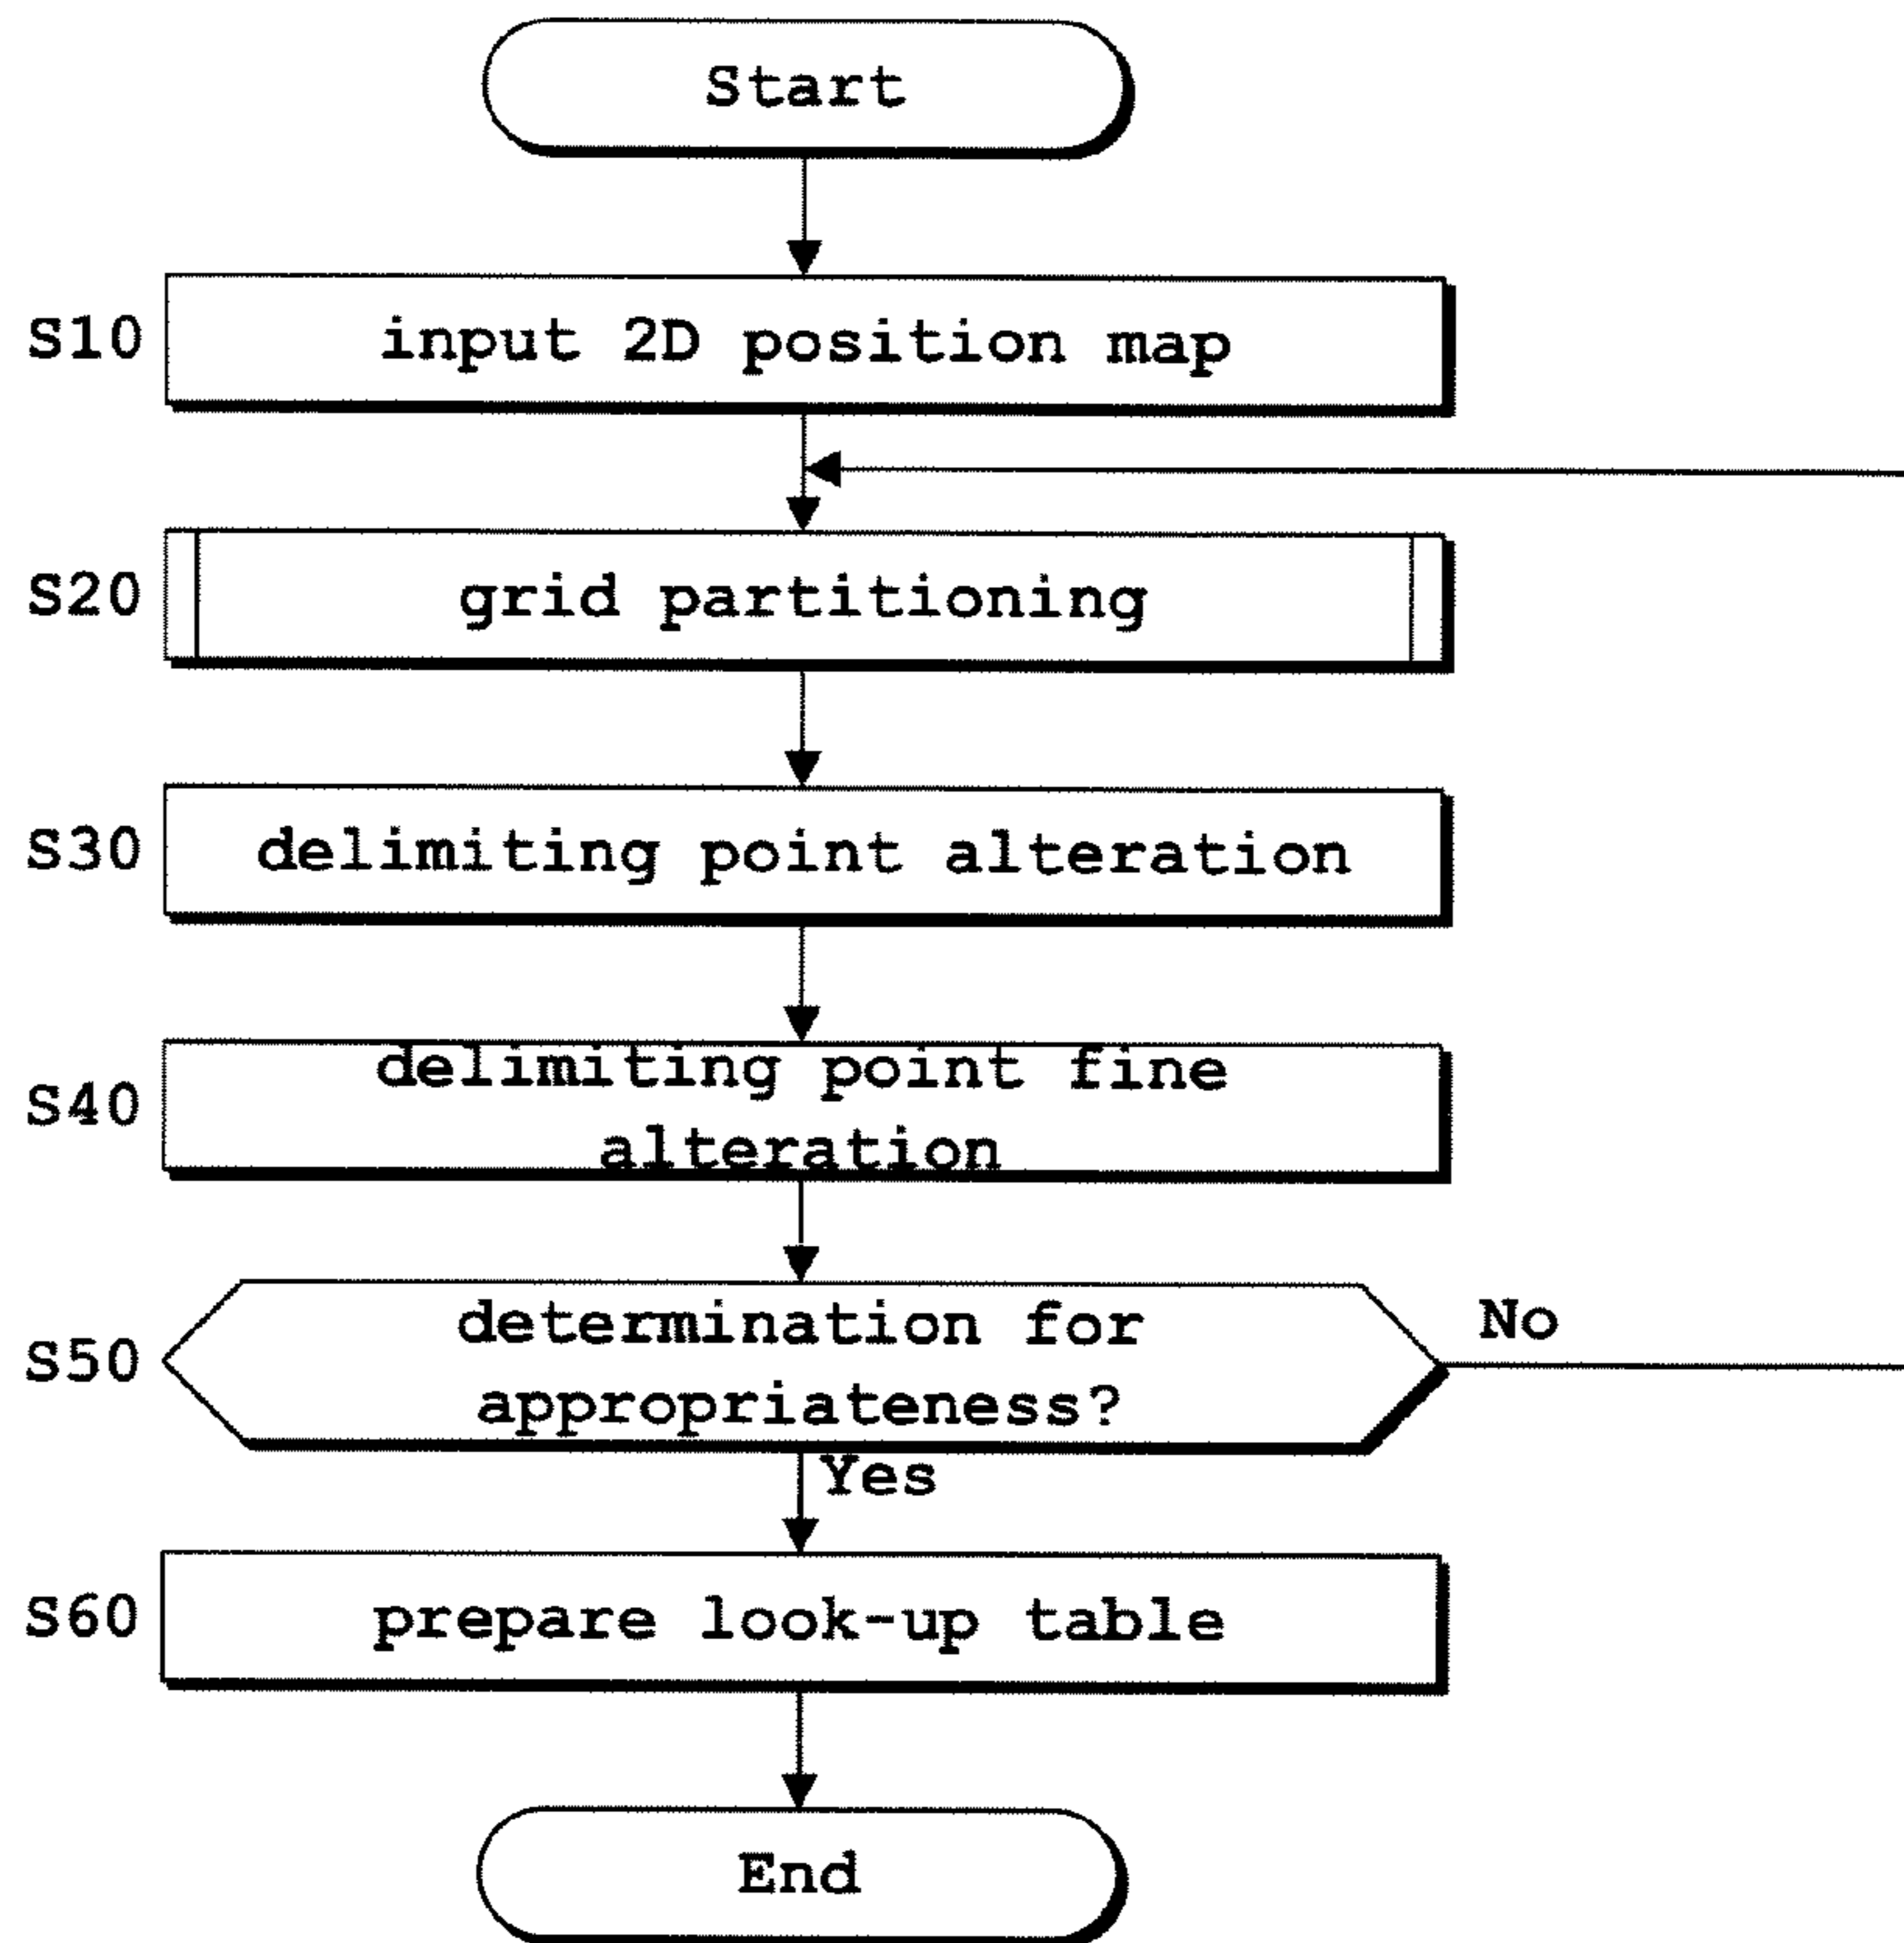 Start
S10 input 2D position map
S20 grid partitioning
S30 delimiting point alteration
S40 delimiting point fine
alteration
S50 determination for
appropriateness?
No
Yes
S60 prepare look-up table
End